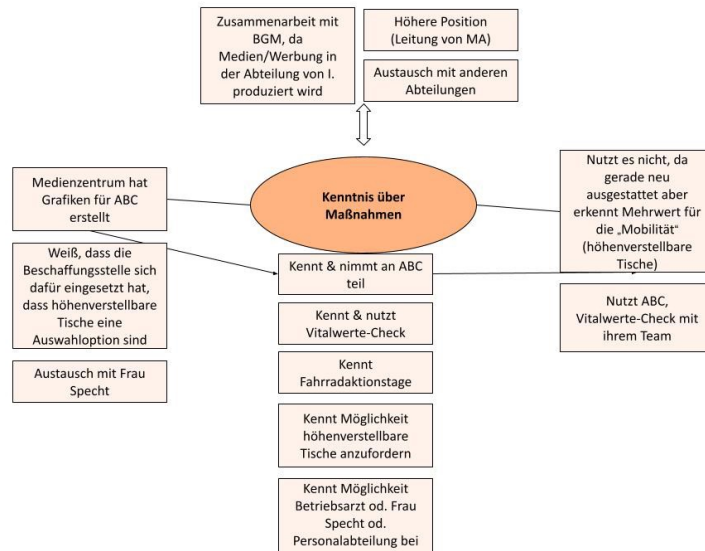 Zusammenarbeit mit
BGM, da
Medien/Werbung in
der Abteilung von I.
produziert wird
Höhere Position
(Leitung von MA)
Austausch mit anderen
Abteilungen
Kenntnis über
Maßnahmen
Medienzentrum hat
Grafiken für ABC
erstellt
Weiß, dass die
Beschaffungsstelle sich
dafür eingesetzt hat,
dass höhenverstellbare
Tische eine
Auswahloption sind
Austausch mit Frau
Specht
Kennt & nimmt an ABC
teil
Kennt & nutzt
Vitalwerte-Check
Kennt
Fahrradaktionstage
Kennt Möglichkeit
höhenverstellbare
Tische anzufordern
Kennt Möglichkeit
Betriebsarzt od. Frau
Specht od.
Personalabteilung bei
Nutzt es nicht, da
gerade neu
ausgestattet aber
erkennt Mehrwert für
die „Mobilität“
(höhenverstellbare
Tische)
Nutzt ABC,
Vitalwerte-Check mit
ihrem Team